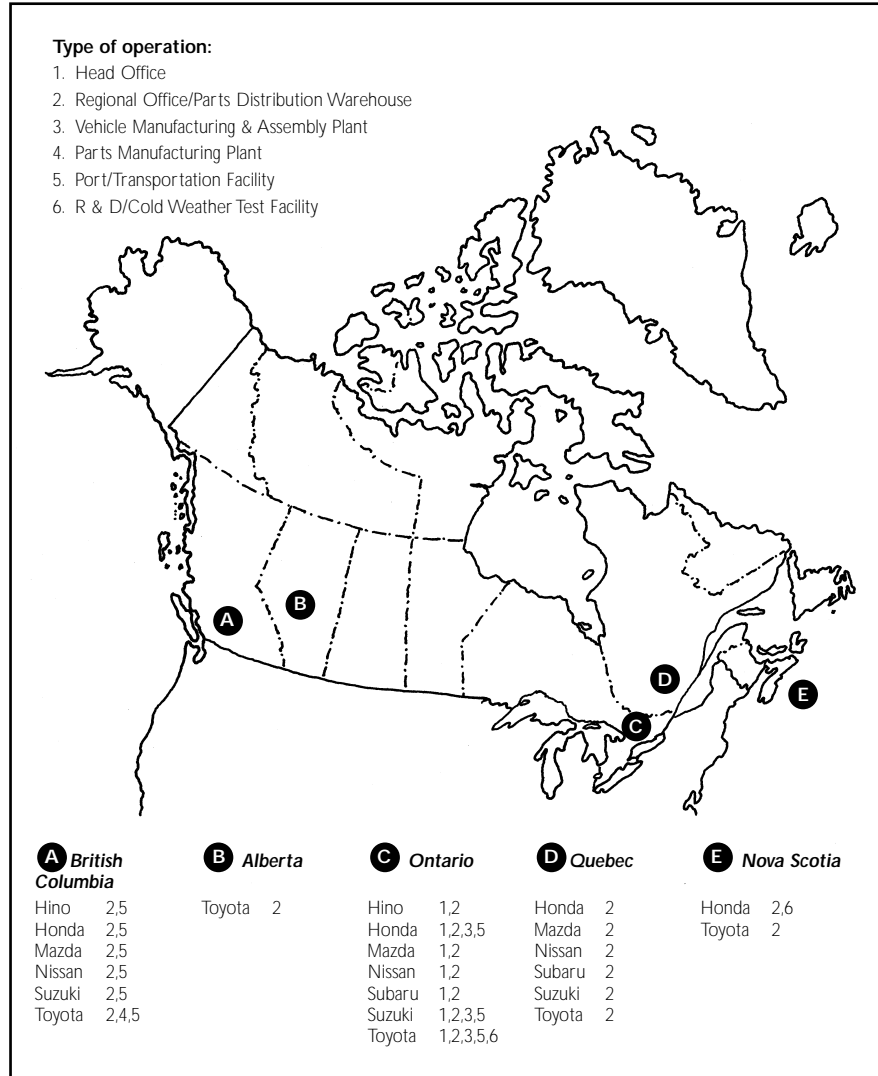 Type of operation:
1. Head Office
2. Regional Office/Parts Distribution Warehouse
3. Vehicle Manufacturing & Assembly Plant
4. Parts Manufacturing Plant
5. Port/Transportation Facility
6. R & D/Cold Weather Test Facility
A
B
D
E
C
A British
Columbia
Hino 2,5
Honda 2,5
Mazda 2,5
Nissan 2,5
Suzuki 2,5
Toyota 2,4,5
B Alberta
Toyota 2
C Ontario
Hino 1,2
Honda 1,2,3,5
Mazda 1,2
Nissan 1,2
Subaru 1,2
Suzuki 1,2,3,5
Toyota 1,2,3,5,6
D Quebec
Honda 2
Mazda 2
Nissan 2
Subaru 2
Suzuki 2
Toyota 2
E Nova Scotia
Honda 2,6
Toyota 2